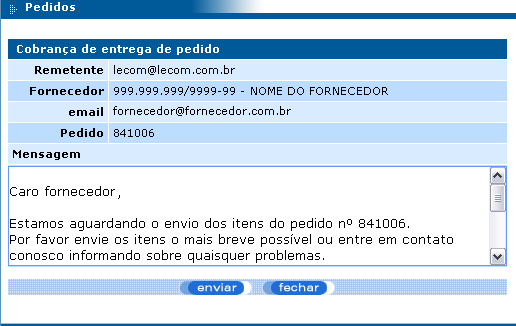 Pedidos
Cobrança de entrega de pedido
Remetente lecom@lecom.com.br
Fornecedor 999.999.999/9999-99 - NOME DO FORNECEDOR
email fornecedor@fornecedor.com.br
Pedido 841006
Mensagem
Caro fornecedor,
Estamos aguardando o envio dos itens do pedido nº 841006.
Por favor envie os itens o mais breve possível ou entre em contato
conosco informando sobre quaisquer problemas.
enviar fechar